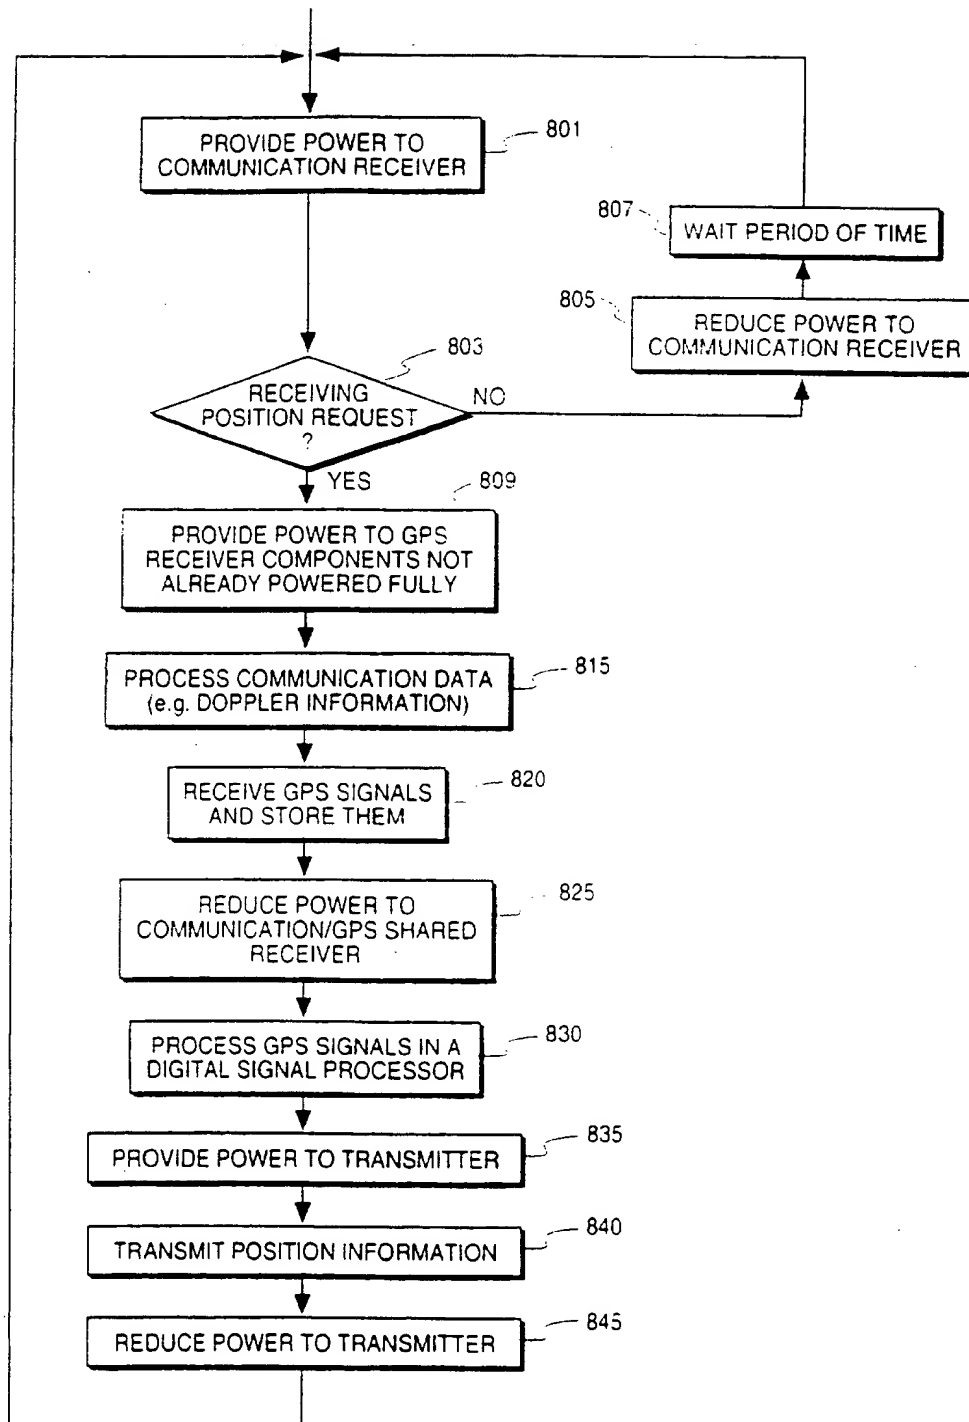 PROVIDE POWER TO
COMMUNICATION RECEIVER
801
807
WAIT PERIOD OF TIME
805
REDUCE POWER TO
COMMUNICATION RECEIVER
803
RECEIVING
POSITION REQUEST
?
NO
YES
809
PROVIDE POWER TO GPS
RECEIVER COMPONENTS NOT
ALREADY POWERED FULLY
PROCESS COMMUNICATION DATA
(e.g. DOPPLER INFORMATION)
815
RECEIVE GPS SIGNALS
AND STORE THEM
820
REDUCE POWER TO
COMMUNICATION/GPS SHARED
RECEIVER
825
PROCESS GPS SIGNALS IN A
DIGITAL SIGNAL PROCESSOR
830
PROVIDE POWER TO TRANSMITTER
835
TRANSMIT POSITION INFORMATION
840
REDUCE POWER TO TRANSMITTER
845